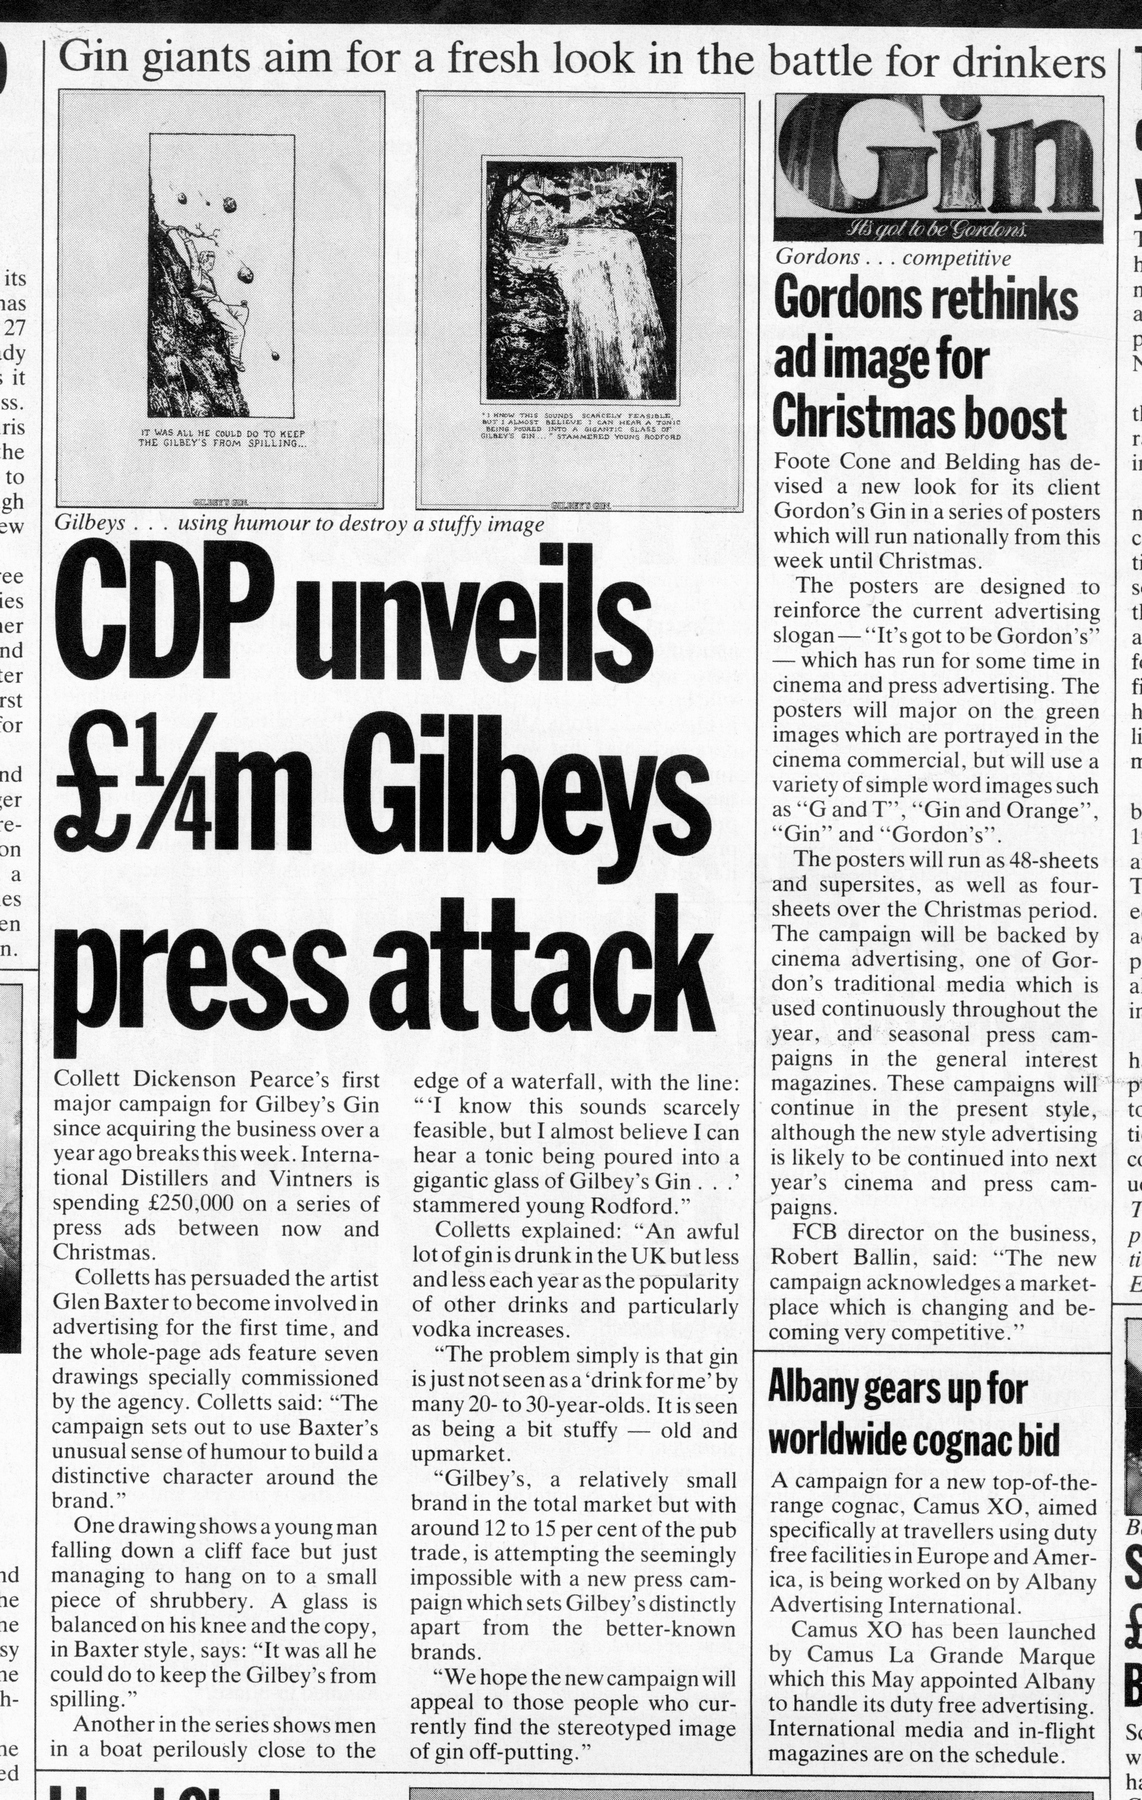 Gin giants aim for a fresh look in the battle for drinkers
IT WAS ALL HE COULD DO TO KEEP
THE GILBEY'S FROM SPILLING...
GILBEY'S GIN
"I KNOW THIS SOUNDS SCARCELY FEASIBLE,
BUT I ALMOST BELIEVE I CAN HEAR A TONIC
BEING POURED INTO A GIGANTIC GLASS OF
GILBEY'S GIN..." STAMMERED YOUNG RODFORD
GILBEY'S GIN
Gilbeys . . . using humour to destroy a stuffy image
CDP unveils
£¼m Gilbeys
press attack
Collett Dickenson Pearce's first
major campaign for Gilbey's Gin
since acquiring the business over a
year ago breaks this week. Interna-
tional Distillers and Vintners is
spending £250,000 on a series of
press ads between now and
Christmas.
Colletts has persuaded the artist
Glen Baxter to become involved in
advertising for the first time, and
the whole-page ads feature seven
drawings specially commissioned
by the agency. Colletts said: "The
campaign sets out to use Baxter's
unusual sense of humour to build a
distinctive character around the
brand."
One drawing shows a young man
falling down a cliff face but just
managing to hang on to a small
piece of shrubbery. A glass is
balanced on his knee and the copy,
in Baxter style, says: "It was all he
could do to keep the Gilbey's from
spilling."
Another in the series shows men
in a boat perilously close to the
edge of a waterfall, with the line:
"'I know this sounds scarcely
feasible, but I almost believe I can
hear a tonic being poured into a
gigantic glass of Gilbey's Gin . . .'
stammered young Rodford."
Colletts explained: "An awful
lot of gin is drunk in the UK but less
and less each year as the popularity
of other drinks and particularly
vodka increases.
"The problem simply is that gin
is just not seen as a 'drink for me' by
many 20- to 30-year-olds. It is seen
as being a bit stuffy — old and
upmarket.
"Gilbey's, a relatively small
brand in the total market but with
around 12 to 15 per cent of the pub
trade, is attempting the seemingly
impossible with a new press cam-
paign which sets Gilbey's distinctly
apart from the better-known
brands.
"We hope the new campaign will
appeal to those people who cur-
rently find the stereotyped image
of gin off-putting."
Gin
It's got to be Gordons.
Gordons . . . competitive
Gordons rethinks
ad image for
Christmas boost
Foote Cone and Belding has de-
vised a new look for its client
Gordon's Gin in a series of posters
which will run nationally from this
week until Christmas.
The posters are designed to
reinforce the current advertising
slogan— "It's got to be Gordon's"
— which has run for some time in
cinema and press advertising. The
posters will major on the green
images which are portrayed in the
cinema commercial, but will use a
variety of simple word images such
as "G and T", "Gin and Orange",
"Gin" and "Gordon's".
The posters will run as 48-sheets
and supersites, as well as four-
sheets over the Christmas period.
The campaign will be backed by
cinema advertising, one of Gor-
don's traditional media which is
used continuously throughout the
year, and seasonal press cam-
paigns in the general interest
magazines. These campaigns will
continue in the present style,
although the new style advertising
is likely to be continued into next
year's cinema and press cam-
paigns.
FCB director on the business,
Robert Ballin, said: "The new
campaign acknowledges a market-
place which is changing and be-
coming very competitive."
Albany gears up for
worldwide cognac bid
A campaign for a new top-of-the-
range cognac, Camus XO, aimed
specifically at travellers using duty
free facilities in Europe and Amer-
ica, is being worked on by Albany
Advertising International.
Camus XO has been launched
by Camus La Grande Marque
which this May appointed Albany
to handle its duty free advertising.
International media and in-flight
magazines are on the schedule.